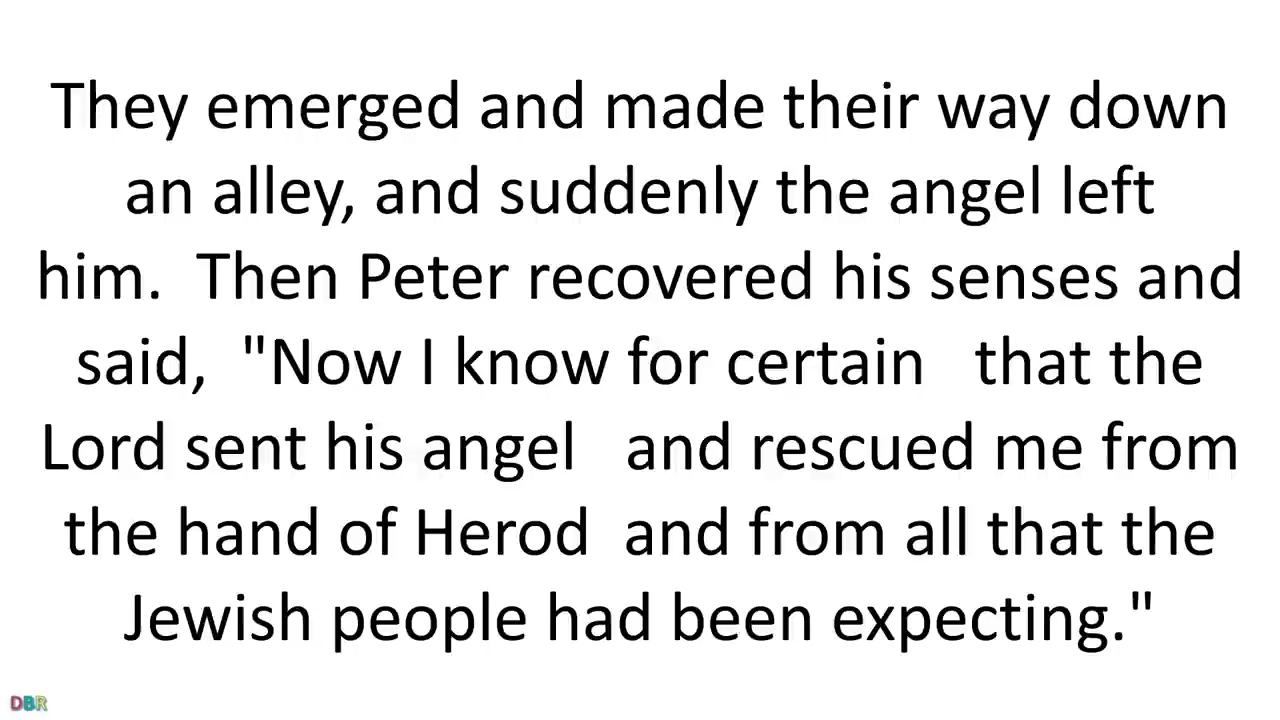 They emerged and made their way down
an alley, and suddenly the angel left
him.  Then Peter recovered his senses and
said,  "Now I know for certain   that the
Lord sent his angel   and rescued me from
the hand of Herod  and from all that the
Jewish people had been expecting."
DBR